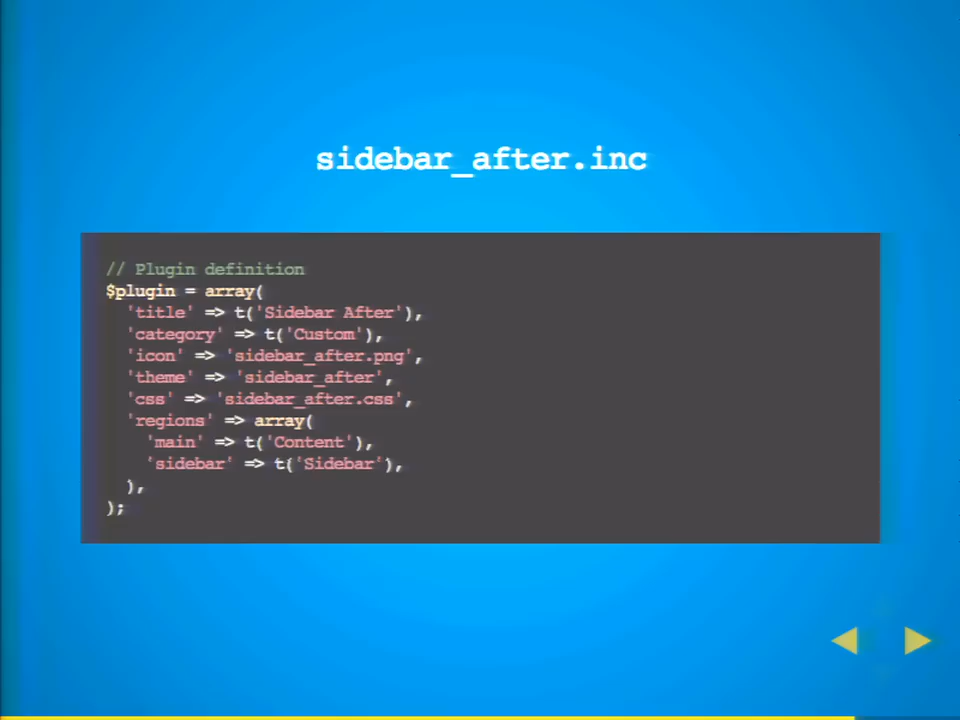 sidebar_after.inc
// Plugin definition
$plugin = array(
  'title' => t('Sidebar After'),
  'category' => t('Custom'),
  'icon' => 'sidebar_after.png',
  'theme' => 'sidebar_after',
  'css' => 'sidebar_after.css',
  'regions' => array(
    'main' => t('Content'),
    'sidebar' => t('Sidebar'),
  ),
);